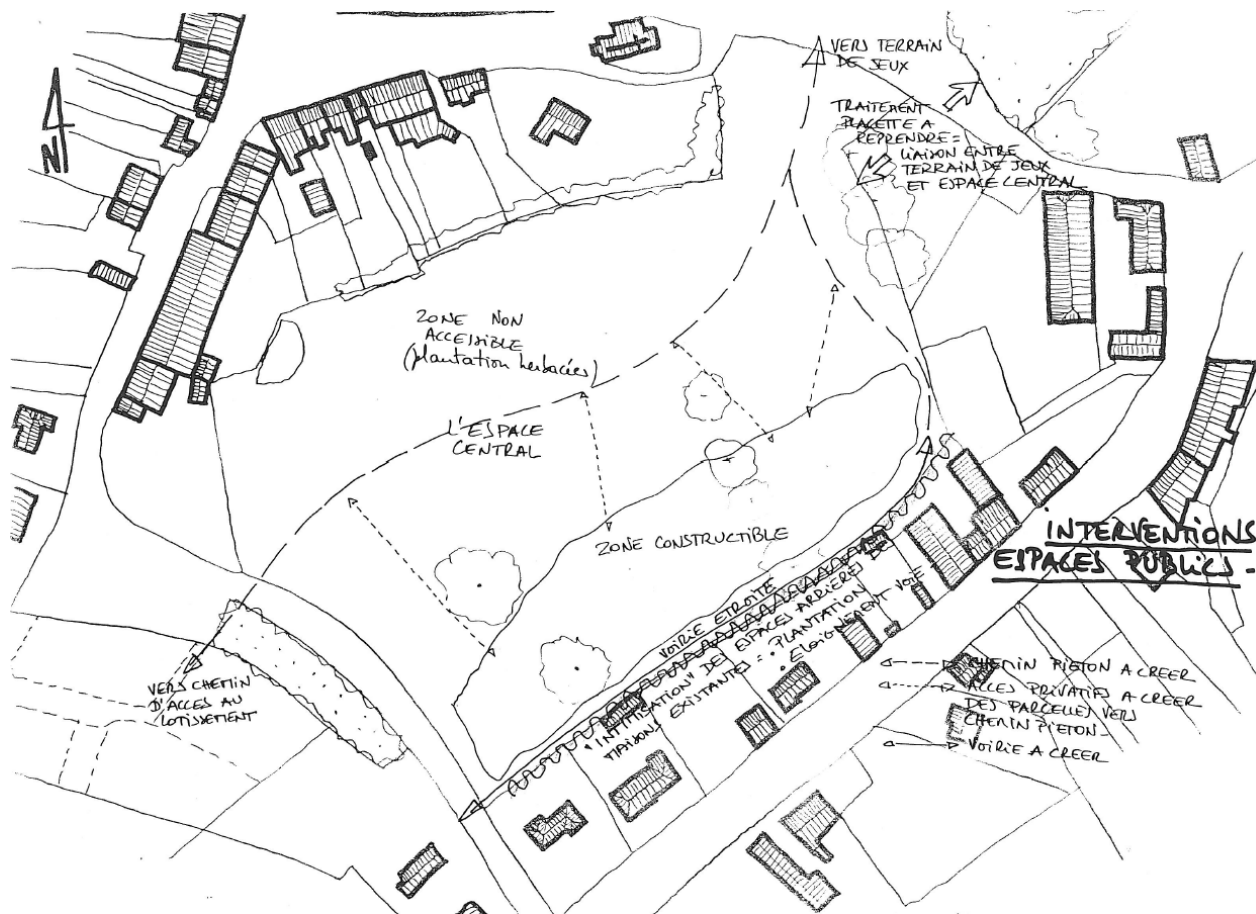 VERS TERRAIN
DE JEUX
TRAITEMENT
PLACETTE A
REPRENDRE =
LIAISON ENTRE
TERRAIN DE JEUX
ET ESPACE CENTRAL
N
ZONE NON
ACCESSIBLE
(plantation herbacées)
L'ESPACE
CENTRAL
ZONE CONSTRUCTIBLE
INTERVENTIONS
ESPACES PUBLICS -
VOIRIE ETROITE
"INTIMISATION" DES ESPACES ARRIERES DE
MAISONS EXISTANTES = • PLANTATION
• ELOIGNEMENT VOIE
VERS CHEMIN
D'ACCES AU
LOTISSEMENT
CHEMIN PIETON A CREER
ACCES PRIVATIFS A CREER
DES PARCELLES VERS
CHEMIN PIETON -
VOIRIE A CREER